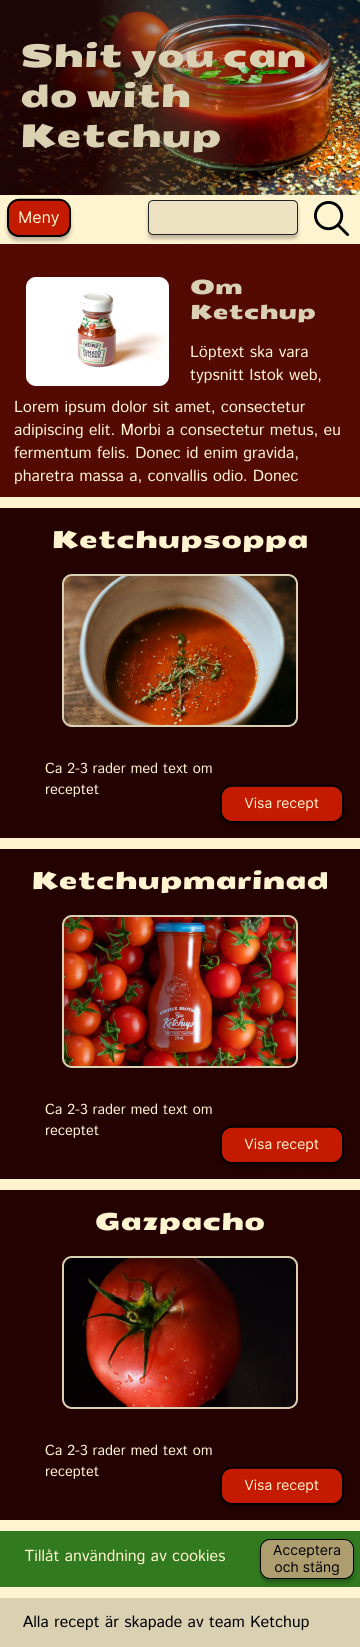 Shit you can
do with
Ketchup
Meny
Om
Ketchup
Löptext ska vara
typsnitt Istok web,
HEINZ
TOMATO
KETCHUP
Lorem ipsum dolor sit amet, consectetur
adipiscing elit. Morbi a consectetur metus, eu
fermentum felis. Donec id enim gravida,
pharetra massa a, convallis odio. Donec
Ketchupsoppa
Ca 2-3 rader med text om
receptet
Visa recept
Ketchupmarinad
Ketchup
Ca 2-3 rader med text om
receptet
Visa recept
Gazpacho
Ca 2-3 rader med text om
receptet
Visa recept
Tillåt användning av cookies
Acceptera
och stäng
Alla recept är skapade av team Ketchup